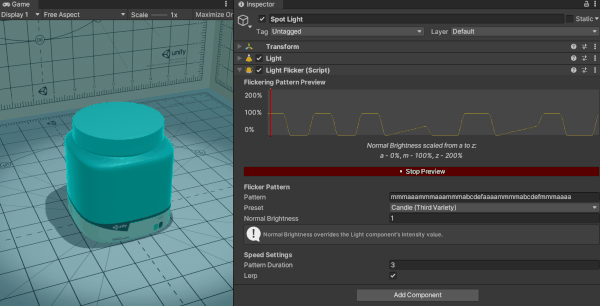 Game
Display 1
Free Aspect
Scale
1x
Maximize On
unity
Inspector
Spot Light
Static
Tag
Untagged
Layer
Default
Transform
Light
Light Flicker (Script)
Flickering Pattern Preview
200%
100%
0%
Normal Brightness scaled from a to z:
a - 0%, m - 100%, z - 200%
Stop Preview
Flicker Pattern
Pattern
mmmaaammmaaammmabcdefaaaammmmabcdefmmmaaaa
Preset
Candle (Third Variety)
Normal Brightness
1
Normal Brightness overrides the Light component's Intensity value.
Speed Settings
Pattern Duration
3
Lerp
Add Component